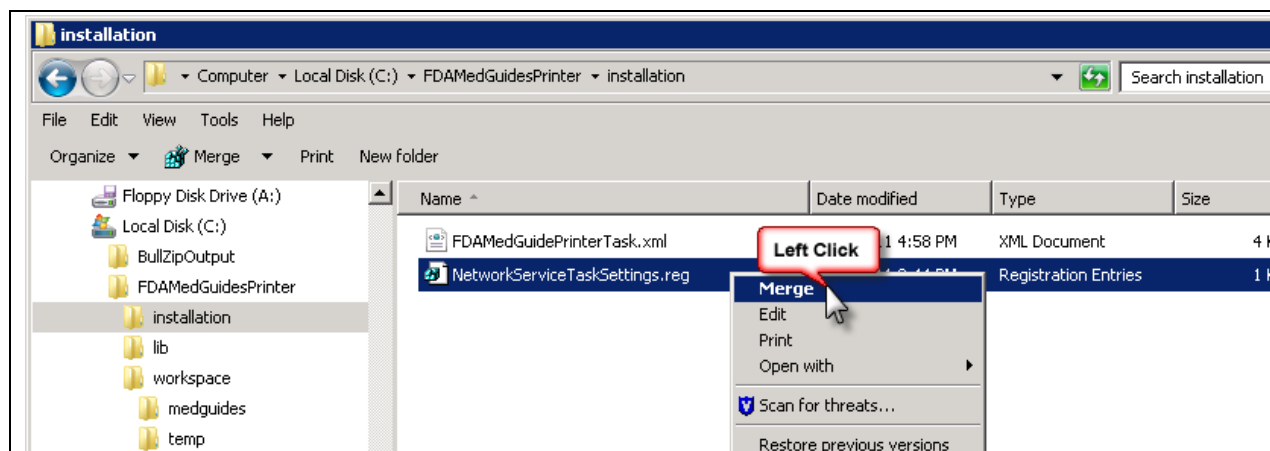 installation
Computer Local Disk (C:) FDAMedGuidesPrinter installation
Search installation
File Edit View Tools Help
Organize Merge Print New folder
Floppy Disk Drive (A:)
Local Disk (C:)
BullZipOutput
FDAMedGuidesPrinter
installation
lib
workspace
medguides
temp
Name Date modified Type Size
FDAMedGuidePrinterTask.xml 1 4:58 PM XML Document 4
NetworkServiceTaskSettings.reg Registration Entries 1
Left Click
Merge
Edit
Print
Open with
Scan for threats...
Restore previous versions